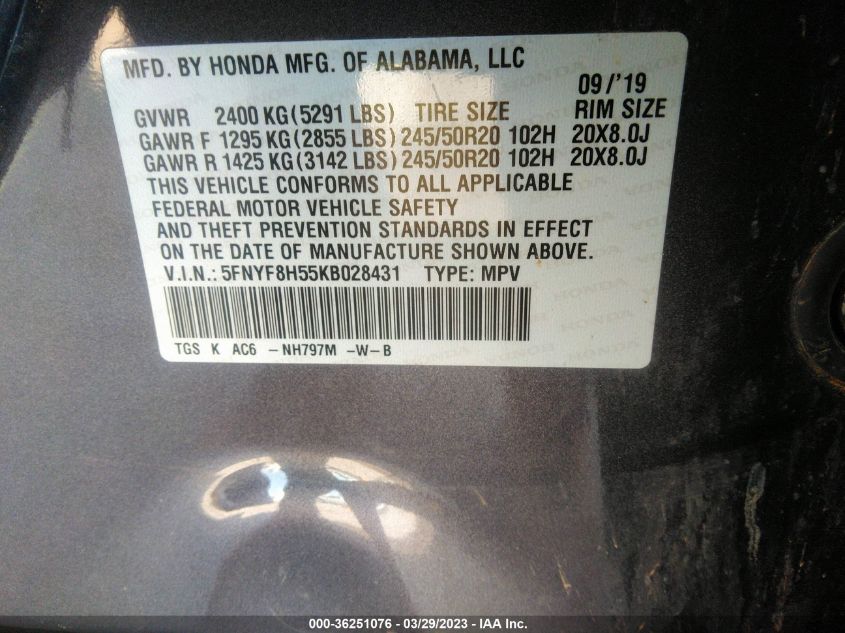 MFD. BY HONDA MFG. OF ALABAMA, LLC
09/'19
GVWR 2400 KG(5291 LBS) TIRE SIZE RIM SIZE
GAWR F 1295 KG(2855 LBS) 245/50R20 102H 20X8.0J
GAWR R 1425 KG(3142 LBS) 245/50R20 102H 20X8.0J
THIS VEHICLE CONFORMS TO ALL APPLICABLE
FEDERAL MOTOR VEHICLE SAFETY
AND THEFT PREVENTION STANDARDS IN EFFECT
ON THE DATE OF MANUFACTURE SHOWN ABOVE.
V.I.N.: 5FNYF8H55KB028431 TYPE: MPV
TGS K AC6 -NH797M -W-B
000-36251076 - 03/29/2023 - IAA Inc.